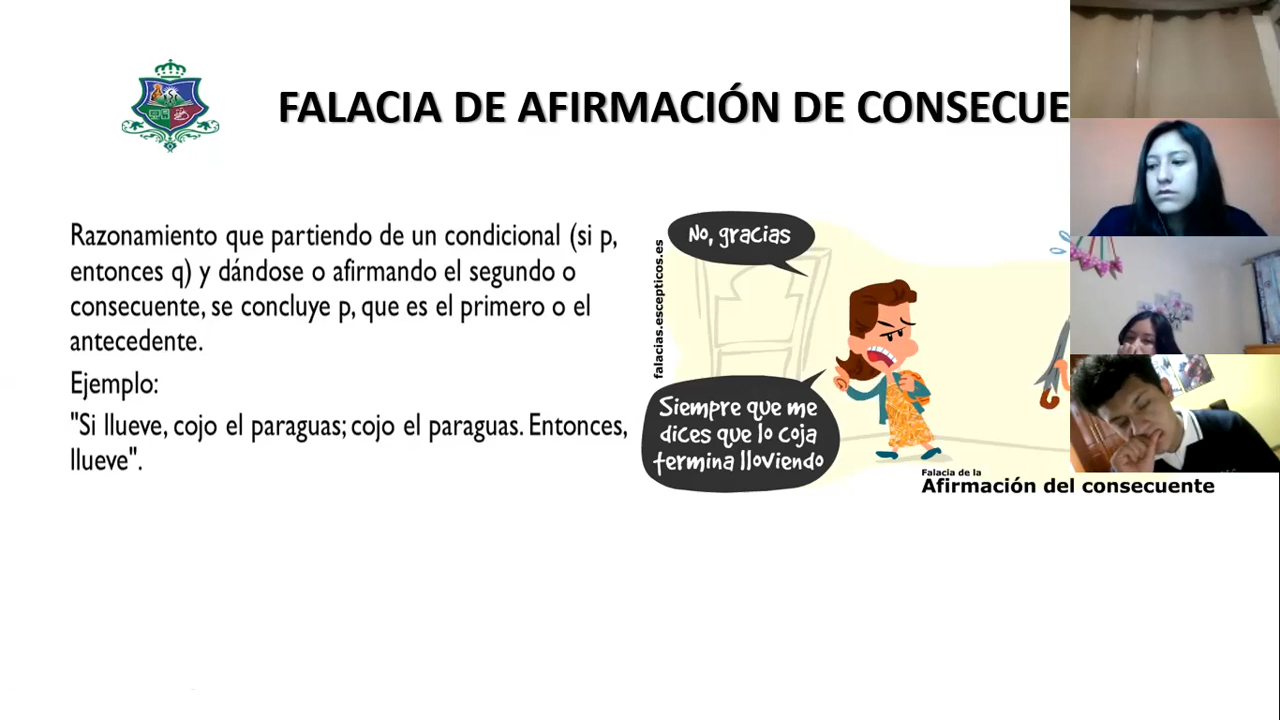 FALACIA DE AFIRMACIÓN DE CONSECUE
Razonamiento que partiendo de un condicional (si p,
entonces q) y dándose o afirmando el segundo o
consecuente, se concluye p, que es el primero o el
antecedente.
Ejemplo:
"Si llueve, cojo el paraguas; cojo el paraguas. Entonces,
llueve".
falacias.escepticos.es
No, gracias
Siempre que me
dices que lo coja
termina lloviendo
Falacia de la
Afirmación del consecuente